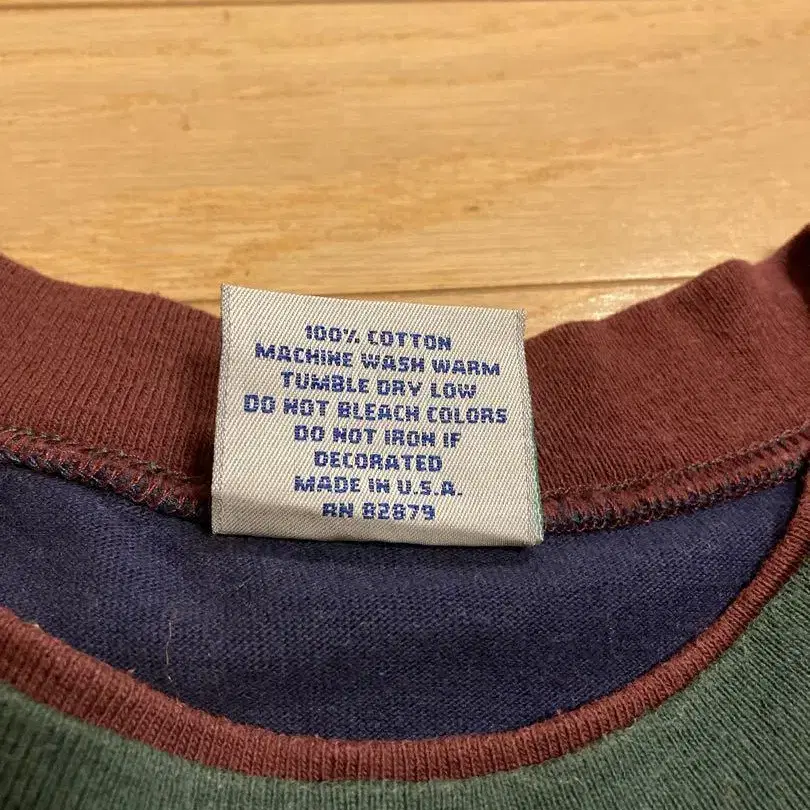 100% COTTON
MACHINE WASH WARM
TUMBLE DRY LOW
DO NOT BLEACH COLORS
DO NOT IRON IF
DECORATED
MADE IN U.S.A.
RN 82879